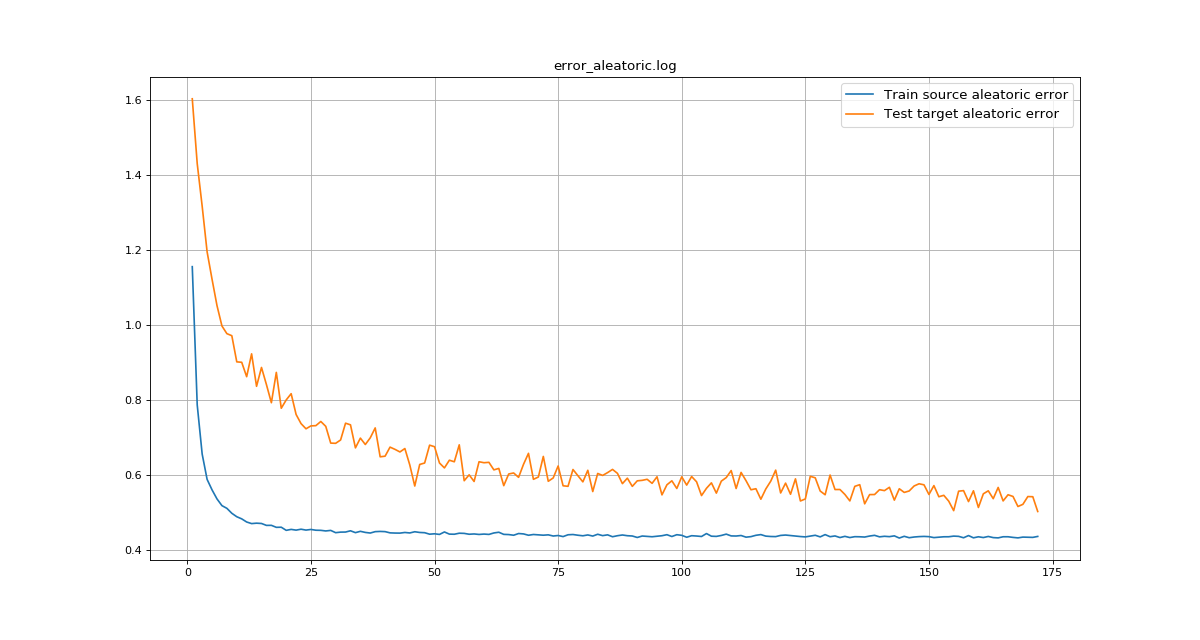 error_aleatoric.log
Train source aleatoric error
Test target aleatoric error
1.6
1.4
1.2
1.0
0.8
0.6
0.4
0 25 50 75 100 125 150 175